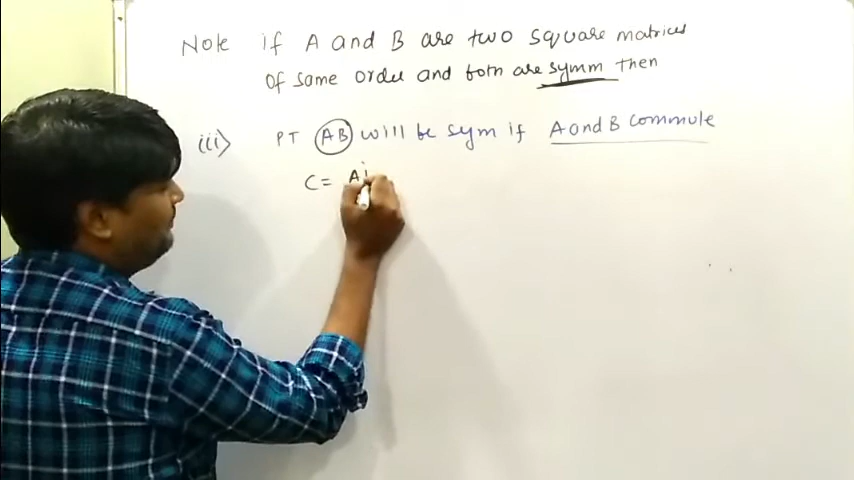 Note if A and B are two square matrices
of same order and both are symm then
iii> PT AB will be sym if A and B commute
C = A